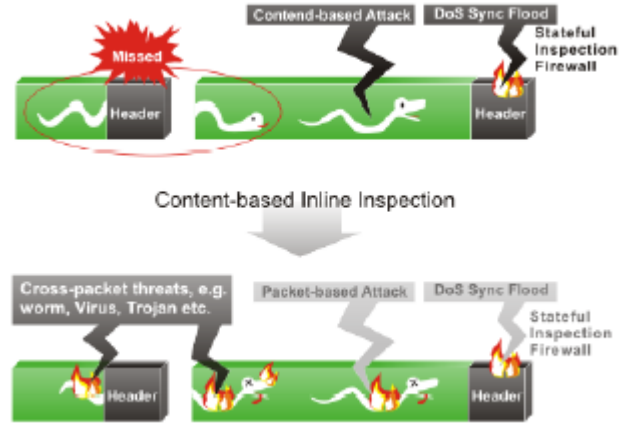 Contend-based Attack
DoS Sync Flood
Stateful
Inspection
Firewall
Missed
Header
Header
Content-based Inline Inspection
Cross-packet threats, e.g.
worm, Virus, Trojan etc.
Packet-based Attack
DoS Sync Flood
Stateful
Inspection
Firewall
Header
Header